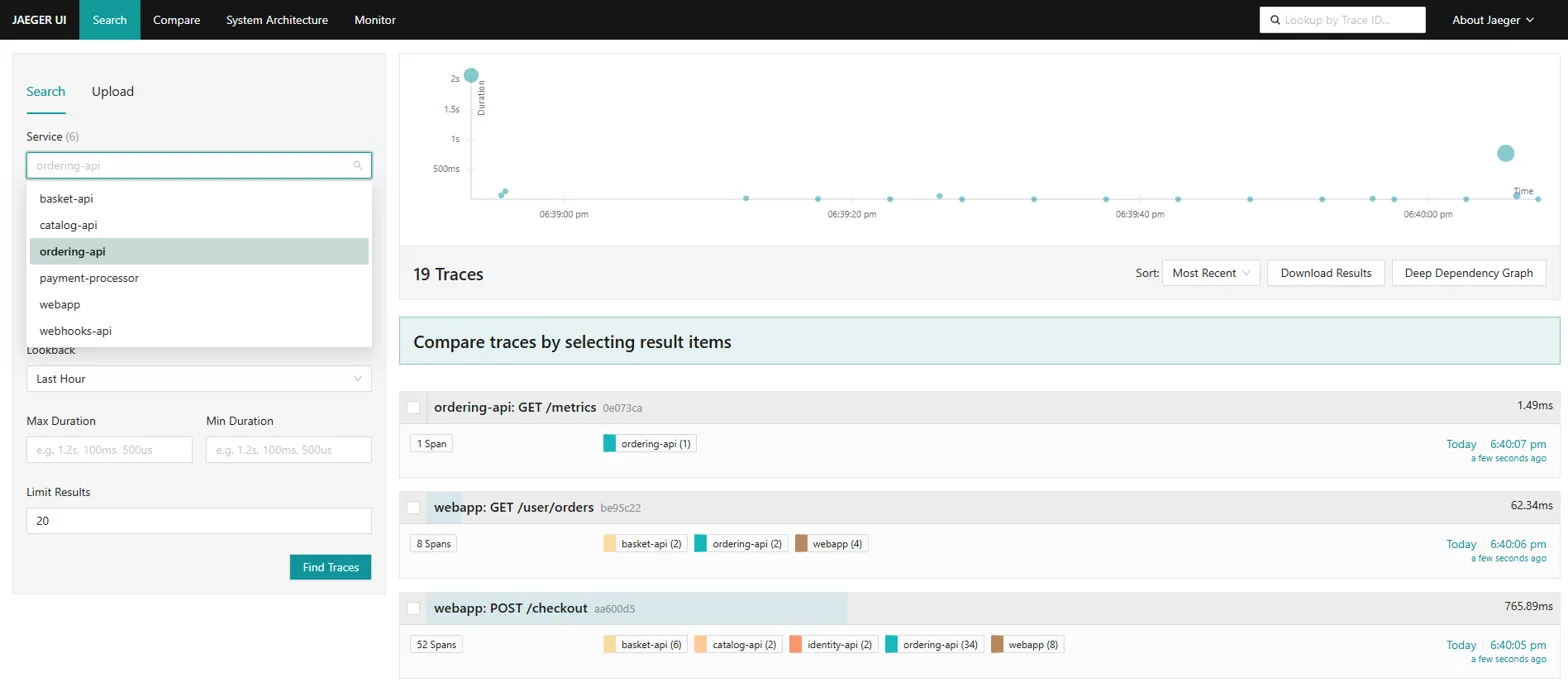 JAEGER UI Search Compare System Architecture Monitor Lookup by Trace ID... About Jaeger
Search Upload
Service (6)
ordering-api
basket-api
catalog-api
ordering-api
payment-processor
webapp
webhooks-api
Lookback
Last Hour
Max Duration Min Duration
e.g. 1.2s, 100ms, 500us e.g. 1.2s, 100ms, 500us
Limit Results
20
Find Traces
2s
1.5s
1s
500ms
Duration
Time
06:39:00 pm 06:39:20 pm 06:39:40 pm 06:40:00 pm
19 Traces Sort: Most Recent Download Results Deep Dependency Graph
Compare traces by selecting result items
ordering-api: GET /metrics 0e073ca 1.49ms
1 Span ordering-api (1) Today 6:40:07 pm
a few seconds ago
webapp: GET /user/orders be95c22 62.34ms
8 Spans basket-api (2) ordering-api (2) webapp (4) Today 6:40:06 pm
a few seconds ago
webapp: POST /checkout aa600d5 765.89ms
52 Spans basket-api (6) catalog-api (2) identity-api (2) ordering-api (34) webapp (8) Today 6:40:05 pm
a few seconds ago